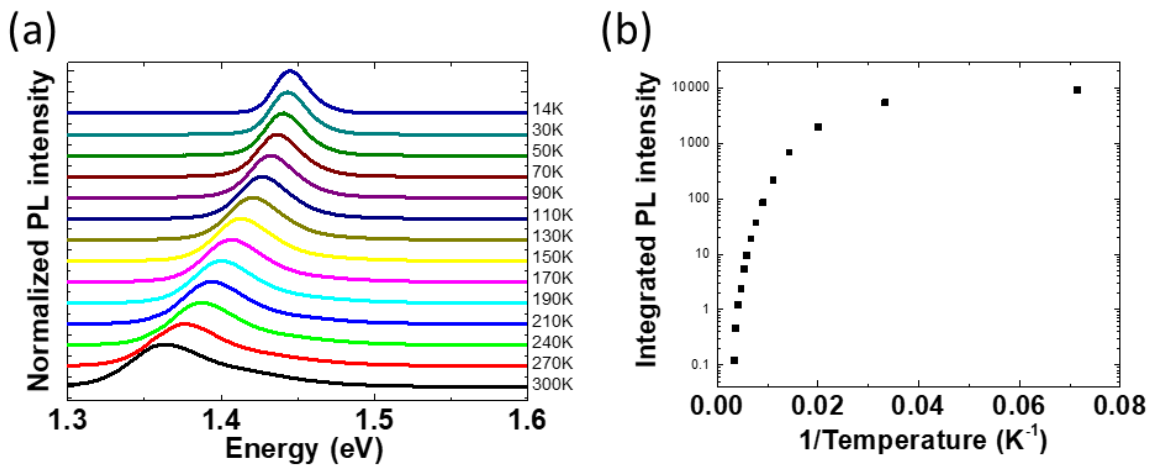 (a)
Normalized PL intensity
14K
30K
50K
70K
90K
110K
130K
150K
170K
190K
210K
240K
270K
300K
1.3 1.4 1.5 1.6
Energy (eV)
(b)
Integrated PL intensity
10000
1000
100
10
1
0.1
0.00 0.02 0.04 0.06 0.08
1/Temperature (K⁻¹)